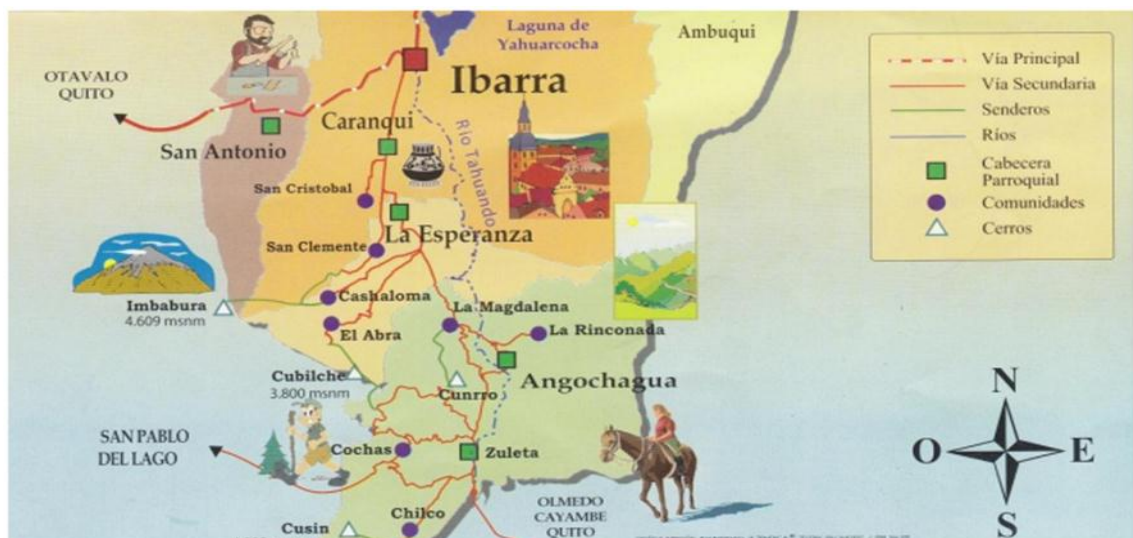 Laguna de
Yahuarcocha
Ambuqui
OTAVALO
QUITO
Ibarra
Caranqui
San Antonio
Río Tahuando
San Cristobal
La Esperanza
San Clemente
Imbabura
4.609 msnm
Cashaloma
La Magdalena
El Abra
La Rinconada
Cubilche
3.800 msnm
Cunrro
Angochagua
SAN PABLO
DEL LAGO
Cochas
Zuleta
Cusin
Chilco
OLMEDO
CAYAMBE
QUITO
Vía Principal
Vía Secundaria
Senderos
Ríos
Cabecera
Parroquial
Comunidades
Cerros
N
O
E
S